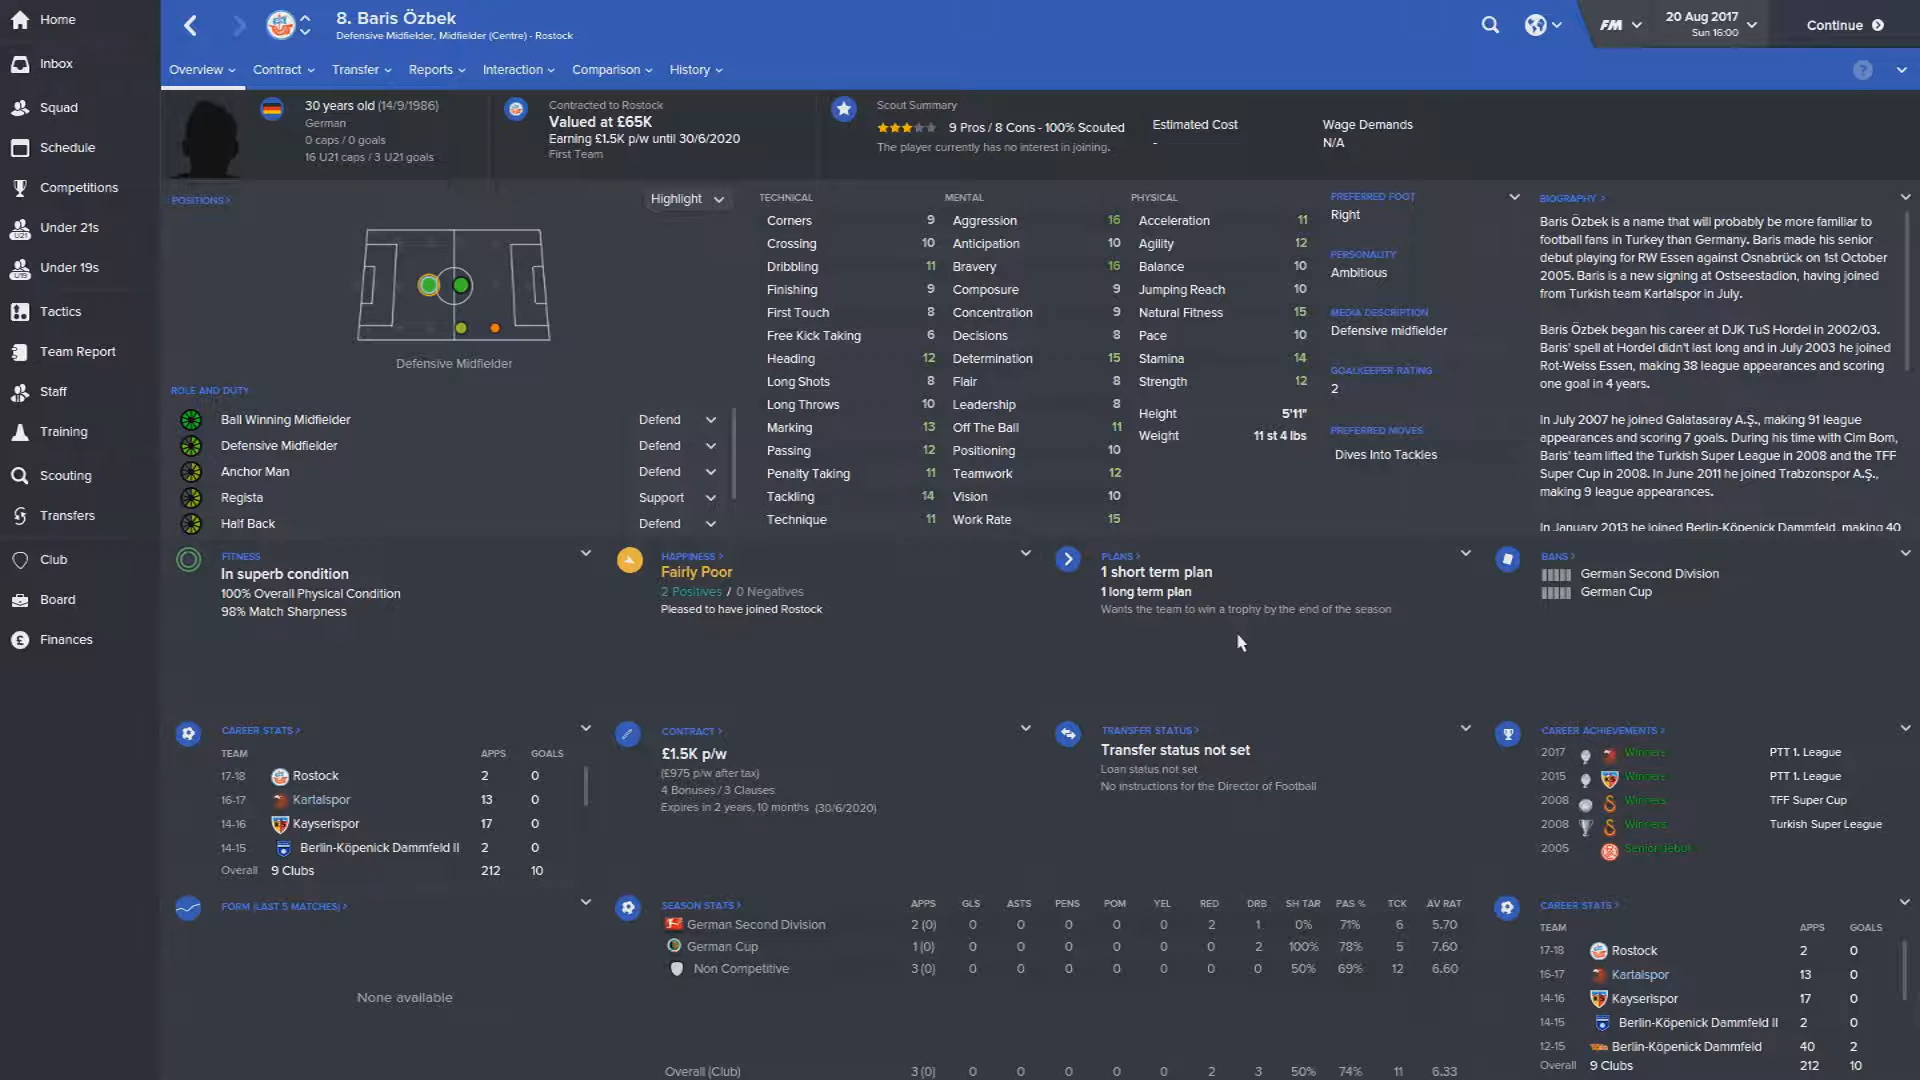 Home
Inbox
Squad
Schedule
Competitions
Under 21s
Under 19s
Tactics
Team Report
Staff
Training
Scouting
Transfers
Club
Board
Finances
8. Baris Özbek
Defensive Midfielder, Midfielder (Centre) - Rostock
FM
20 Aug 2017
Sun 16:00
Continue
Overview Contract Transfer Reports Interaction Comparison History
?
30 years old (14/9/1986)
German
0 caps / 0 goals
16 U21 caps / 3 U21 goals
Contracted to Rostock
Valued at £65K
Earning £1.5K p/w until 30/6/2020
First Team
Scout Summary
9 Pros / 8 Cons - 100% Scouted
The player currently has no interest in joining.
Estimated Cost
-
Wage Demands
N/A
POSITIONS >
Highlight
Defensive Midfielder
ROLE AND DUTY
Ball Winning Midfielder Defend
Defensive Midfielder Defend
Anchor Man Defend
Regista Support
Half Back Defend
TECHNICAL
Corners 9
Crossing 10
Dribbling 11
Finishing 9
First Touch 8
Free Kick Taking 6
Heading 12
Long Shots 8
Long Throws 10
Marking 13
Passing 12
Penalty Taking 11
Tackling 14
Technique 11
MENTAL
Aggression 16
Anticipation 10
Bravery 16
Composure 9
Concentration 9
Decisions 8
Determination 15
Flair 8
Leadership 8
Off The Ball 11
Positioning 10
Teamwork 12
Vision 10
Work Rate 15
PHYSICAL
Acceleration 11
Agility 12
Balance 10
Jumping Reach 10
Natural Fitness 15
Pace 10
Stamina 14
Strength 12
Height 5'11"
Weight 11 st 4 lbs
PREFERRED FOOT
Right
PERSONALITY
Ambitious
MEDIA DESCRIPTION
Defensive midfielder
GOALKEEPER RATING
2
PREFERRED MOVES
Dives Into Tackles
BIOGRAPHY >
Baris Özbek is a name that will probably be more familiar to
football fans in Turkey than Germany. Baris made his senior
debut playing for RW Essen against Osnabrück on 1st October
2005. Baris is a new signing at Ostseestadion, having joined
from Turkish team Kartalspor in July.
Baris Özbek began his career at DJK TuS Hordel in 2002/03.
Baris' spell at Hordel didn't last long and in July 2003 he joined
Rot-Weiss Essen, making 38 league appearances and scoring
one goal in 4 years.
In July 2007 he joined Galatasaray A.Ş., making 91 league
appearances and scoring 7 goals. During his time with Cim Bom,
Baris' team lifted the Turkish Super League in 2008 and the TFF
Super Cup in 2008. In June 2011 he joined Trabzonspor A.Ş.,
making 9 league appearances.
In January 2013 he joined Berlin-Köpenick Dammfeld, making 40
FITNESS
In superb condition
100% Overall Physical Condition
98% Match Sharpness
HAPPINESS >
Fairly Poor
2 Positives / 0 Negatives
Pleased to have joined Rostock
PLANS >
1 short term plan
1 long term plan
Wants the team to win a trophy by the end of the season
BANS >
German Second Division
German Cup
CAREER STATS >
TEAM APPS GOALS
17-18 Rostock 2 0
16-17 Kartalspor 13 0
14-16 Kayserispor 17 0
14-15 Berlin-Köpenick Dammfeld II 2 0
Overall 9 Clubs 212 10
CONTRACT >
£1.5K p/w
(£975 p/w after tax)
4 Bonuses / 3 Clauses
Expires in 2 years, 10 months (30/6/2020)
TRANSFER STATUS >
Transfer status not set
Loan status not set
No instructions for the Director of Football
CAREER ACHIEVEMENTS >
2017 Winners PTT 1. League
2015 Winners PTT 1. League
2008 Winners TFF Super Cup
2008 Winners Turkish Super League
2005 Senior debut
FORM (LAST 5 MATCHES) >
None available
SEASON STATS > APPS GLS ASTS PENS POM YEL RED DRB SH TAR PAS % TCK AV RAT
German Second Division 2 (0) 0 0 0 0 0 2 1 0% 71% 6 5.70
German Cup 1 (0) 0 0 0 0 0 0 2 100% 78% 5 7.60
Non Competitive 3 (0) 0 0 0 0 0 0 0 50% 69% 12 6.60
Overall (Club) 3 (0) 0 0 0 0 0 2 3 50% 74% 11 6.33
CAREER STATS >
TEAM APPS GOALS
17-18 Rostock 2 0
16-17 Kartalspor 13 0
14-16 Kayserispor 17 0
14-15 Berlin-Köpenick Dammfeld II 2 0
12-15 Berlin-Köpenick Dammfeld 40 2
Overall 9 Clubs 212 10